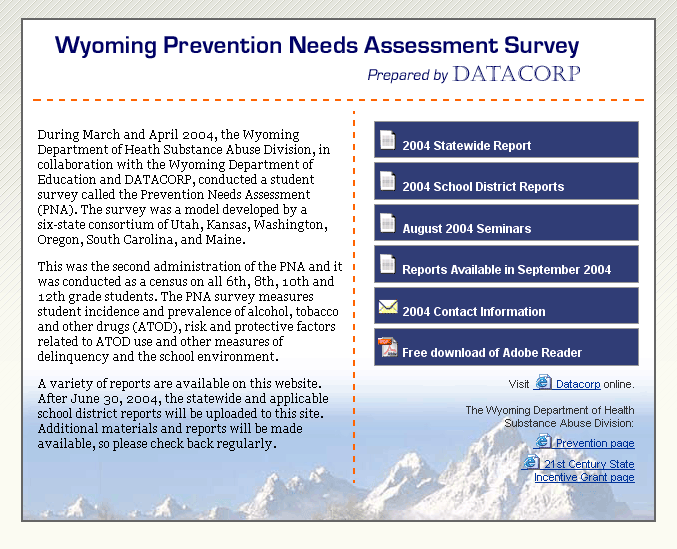 Wyoming Prevention Needs Assessment Survey
Prepared by DATACORP
During March and April 2004, the Wyoming
Department of Heath Substance Abuse Division, in
collaboration with the Wyoming Department of
Education and DATACORP, conducted a student
survey called the Prevention Needs Assessment
(PNA). The survey was a model developed by a
six-state consortium of Utah, Kansas, Washington,
Oregon, South Carolina, and Maine.
This was the second administration of the PNA and it
was conducted as a census on all 6th, 8th, 10th and
12th grade students. The PNA survey measures
student incidence and prevalence of alcohol, tobacco
and other drugs (ATOD), risk and protective factors
related to ATOD use and other measures of
delinquency and the school environment.
A variety of reports are available on this website.
After June 30, 2004, the statewide and applicable
school district reports will be uploaded to this site.
Additional materials and reports will be made
available, so please check back regularly.
2004 Statewide Report
2004 School District Reports
August 2004 Seminars
Reports Available in September 2004
2004 Contact Information
Free download of Adobe Reader
Visit Datacorp online.
The Wyoming Department of Health
Substance Abuse Division:
Prevention page
21st Century State
Incentive Grant page